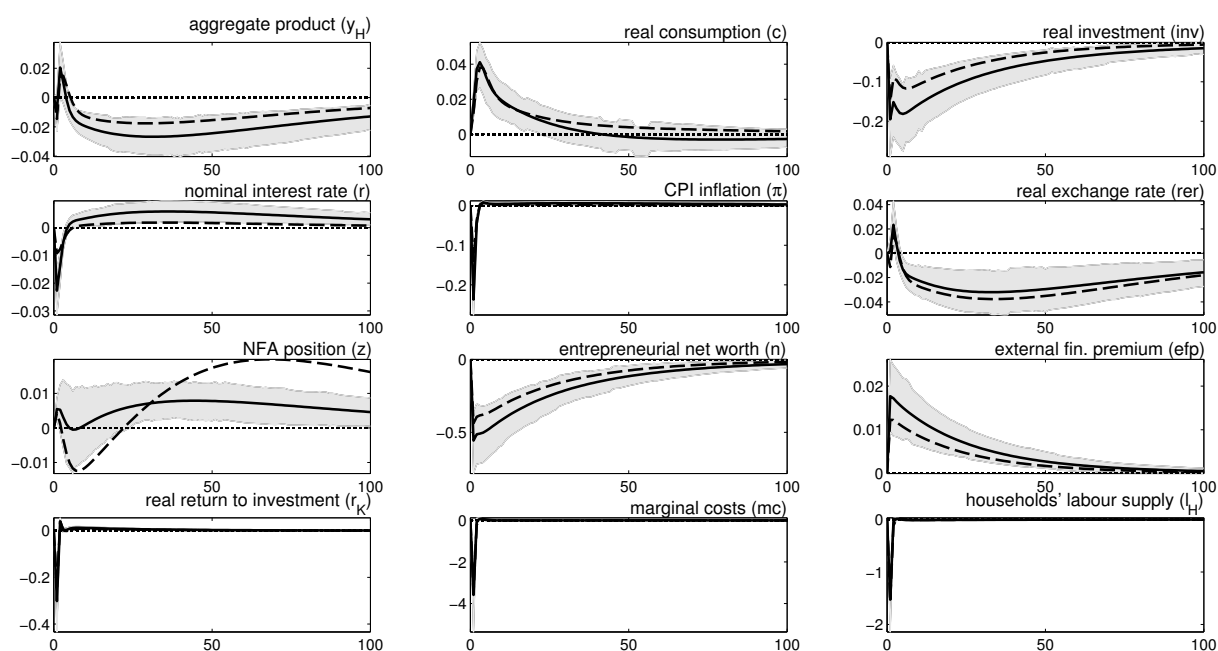 aggregate product (y_H)
0.02
0
−0.02
−0.04
0 50 100
real consumption (c)
0.04
0.02
0
0 50 100
real investment (inv)
0
−0.1
−0.2
0 50 100
nominal interest rate (r)
0
−0.01
−0.02
−0.03
0 50 100
CPI inflation (π)
0
−0.1
−0.2
0 50 100
real exchange rate (rer)
0.04
0.02
0
−0.02
−0.04
0 50 100
NFA position (z)
0.01
0
−0.01
0 50 100
entrepreneurial net worth (n)
0
−0.5
0 50 100
external fin. premium (efp)
0.02
0.01
0
0 50 100
real return to investment (r_K)
0
−0.2
−0.4
0 50 100
marginal costs (mc)
0
−2
−4
0 50 100
households' labour supply (l_H)
0
−1
−2
0 50 100